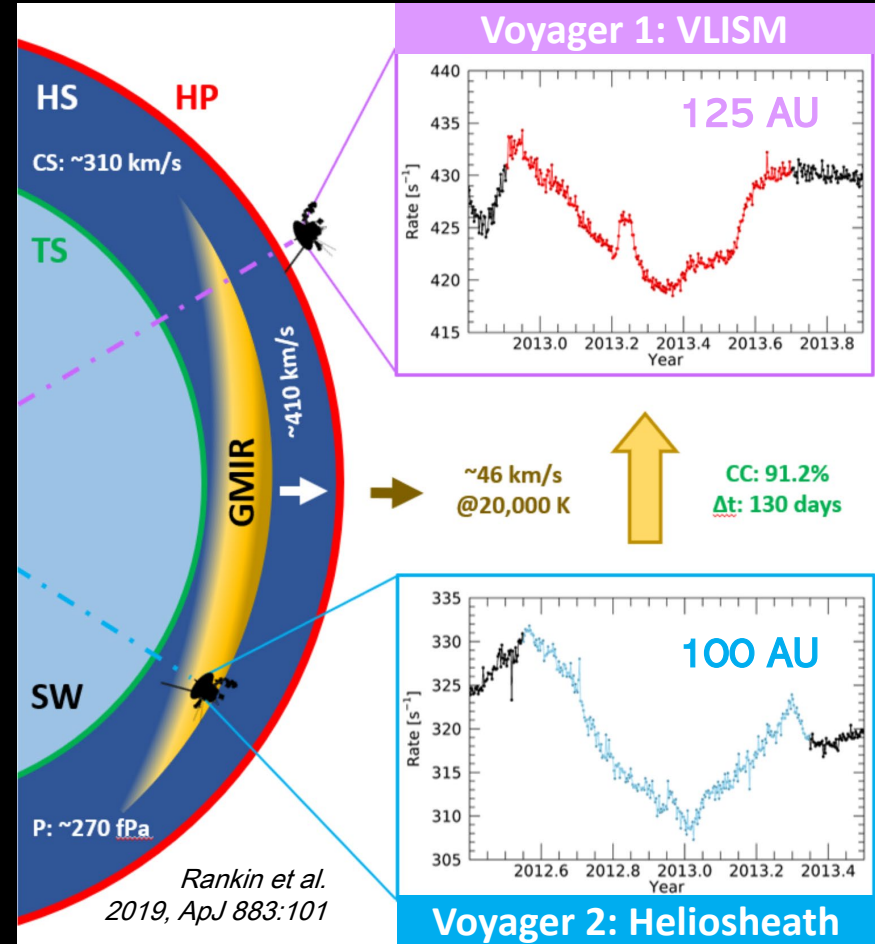 Voyager 1: VLISM
HS
HP
CS: ~310 km/s
TS
~410 km/s
GMIR
SW
P: ~270 fPa
Rankin et al.
2019, ApJ 883:101
125 AU
440
435
430
425
420
415
Rate [s⁻¹]
2013.0 2013.2 2013.4 2013.6 2013.8
Year
~46 km/s
@20,000 K
CC: 91.2%
Δt: 130 days
100 AU
335
330
325
320
315
310
305
Rate [s⁻¹]
2012.6 2012.8 2013.0 2013.2 2013.4
Year
Voyager 2: Heliosheath